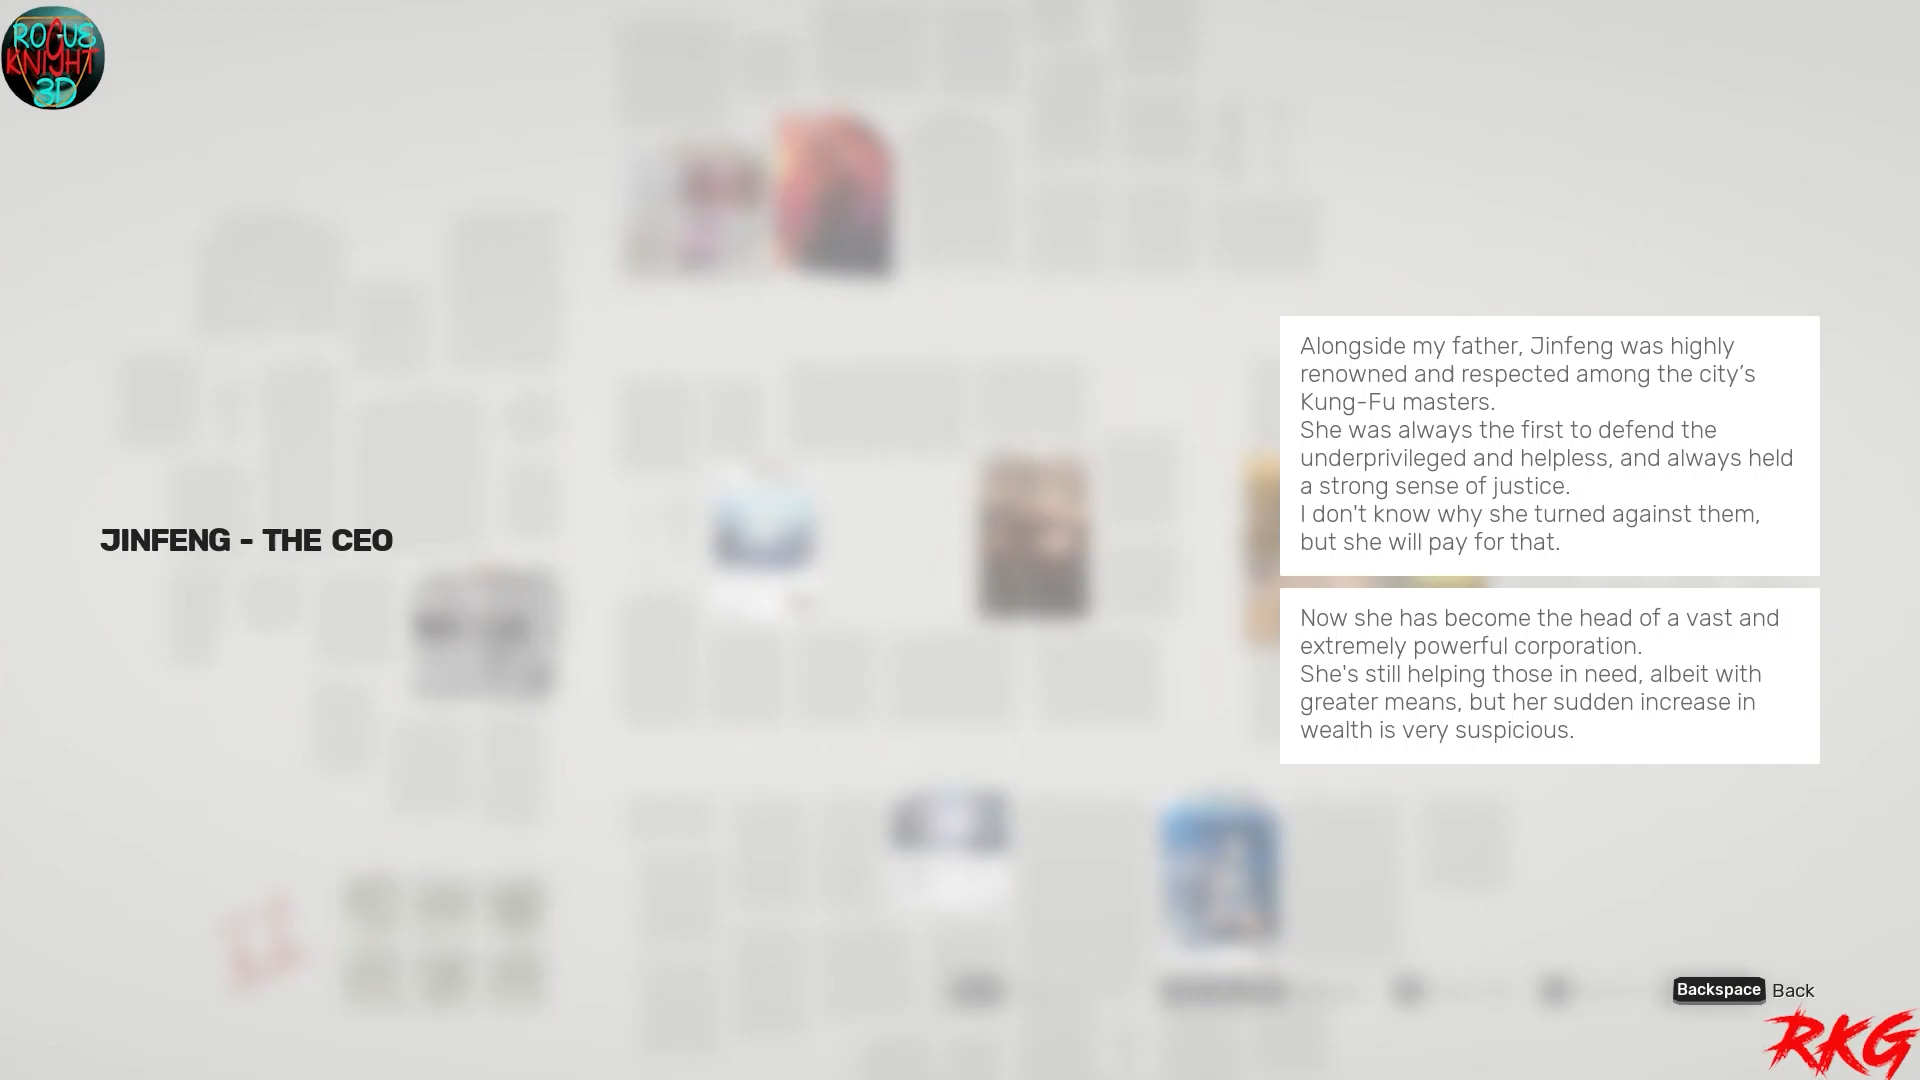 ROGUE
KNIGHT
3D
JINFENG - THE CEO
Alongside my father, Jinfeng was highly
renowned and respected among the city’s
Kung-Fu masters.
She was always the first to defend the
underprivileged and helpless, and always held
a strong sense of justice.
I don't know why she turned against them,
but she will pay for that.
Now she has become the head of a vast and
extremely powerful corporation.
She's still helping those in need, albeit with
greater means, but her sudden increase in
wealth is very suspicious.
Backspace Back
RKG